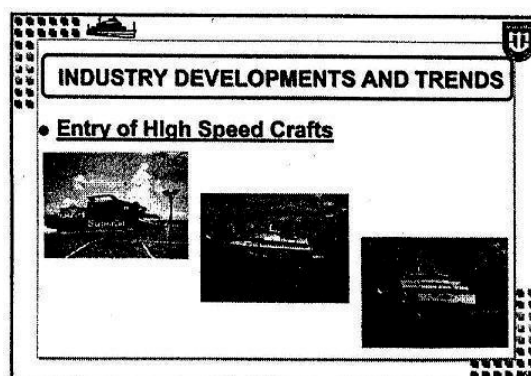 INDUSTRY DEVELOPMENTS AND TRENDS
• Entry of High Speed Crafts